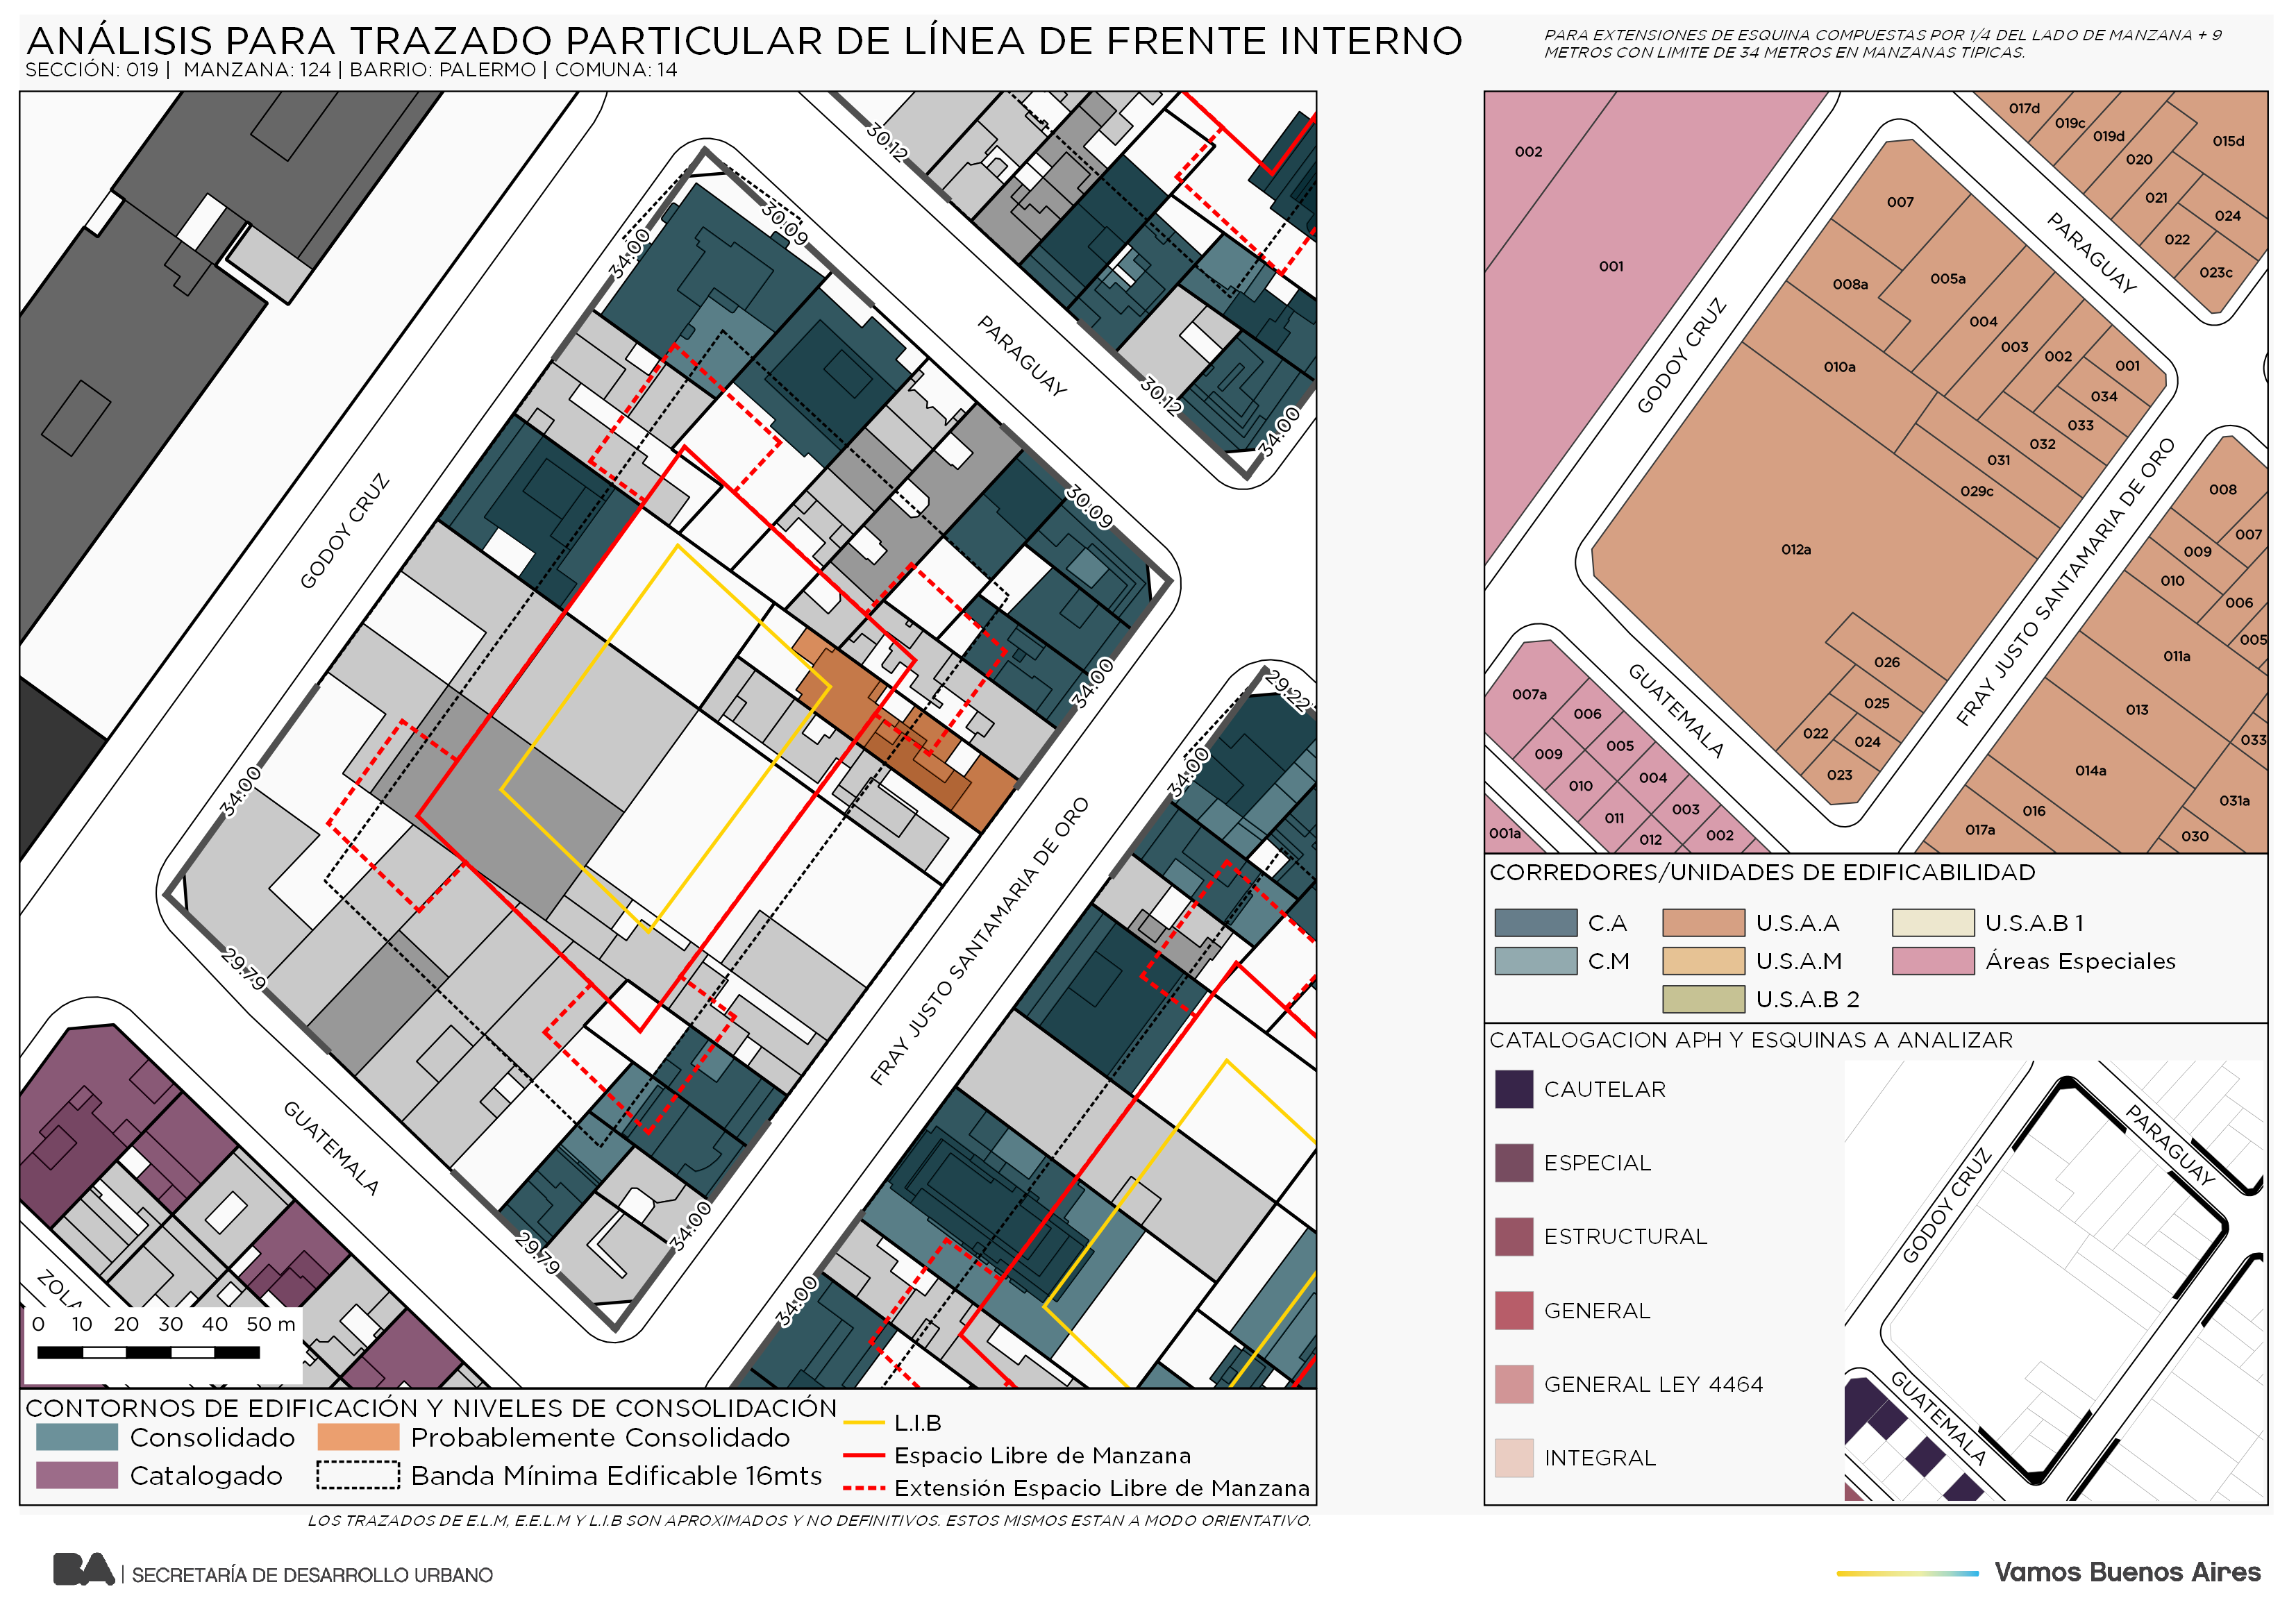 ANÁLISIS PARA TRAZADO PARTICULAR DE LÍNEA DE FRENTE INTERNO
SECCIÓN: 019 | MANZANA: 124 | BARRIO: PALERMO | COMUNA: 14
PARA EXTENSIONES DE ESQUINA COMPUESTAS POR 1/4 DEL LADO DE MANZANA + 9
METROS CON LIMITE DE 34 METROS EN MANZANAS TIPICAS.
30.12
30.09
34.00
PARAGUAY
30.12
34.00
GODOY CRUZ
30.09
34.00
29.22
34.00
34.00
FRAY JUSTO SANTAMARIA DE ORO
29.79
GUATEMALA
34.00
29.79
34.00
ZOLA
0 10 20 30 40 50 m
CONTORNOS DE EDIFICACIÓN Y NIVELES DE CONSOLIDACIÓN
Consolidado
Probablemente Consolidado
Catalogado
Banda Mínima Edificable 16mts
L.I.B
Espacio Libre de Manzana
Extensión Espacio Libre de Manzana
LOS TRAZADOS DE E.L.M, E.E.L.M Y L.I.B SON APROXIMADOS Y NO DEFINITIVOS. ESTOS MISMOS ESTAN A MODO ORIENTATIVO.
002
001
017d
019c
019d
015d
020
021
024
022
023c
007
PARAGUAY
008a
005a
004
003
002
001
034
033
032
031
029c
010a
GODOY CRUZ
012a
FRAY JUSTO SANTAMARIA DE ORO
008
007
009
010
006
005
011a
013
033
014a
031a
016
017a
030
026
025
022
024
023
GUATEMALA
007a
006
009
005
010
004
011
003
012
002
001a
CORREDORES/UNIDADES DE EDIFICABILIDAD
C.A
U.S.A.A
U.S.A.B 1
C.M
U.S.A.M
Áreas Especiales
U.S.A.B 2
CATALOGACION APH Y ESQUINAS A ANALIZAR
CAUTELAR
ESPECIAL
ESTRUCTURAL
GENERAL
GENERAL LEY 4464
INTEGRAL
PARAGUAY
GODOY CRUZ
GUATEMALA
BA | SECRETARÍA DE DESARROLLO URBANO
Vamos Buenos Aires